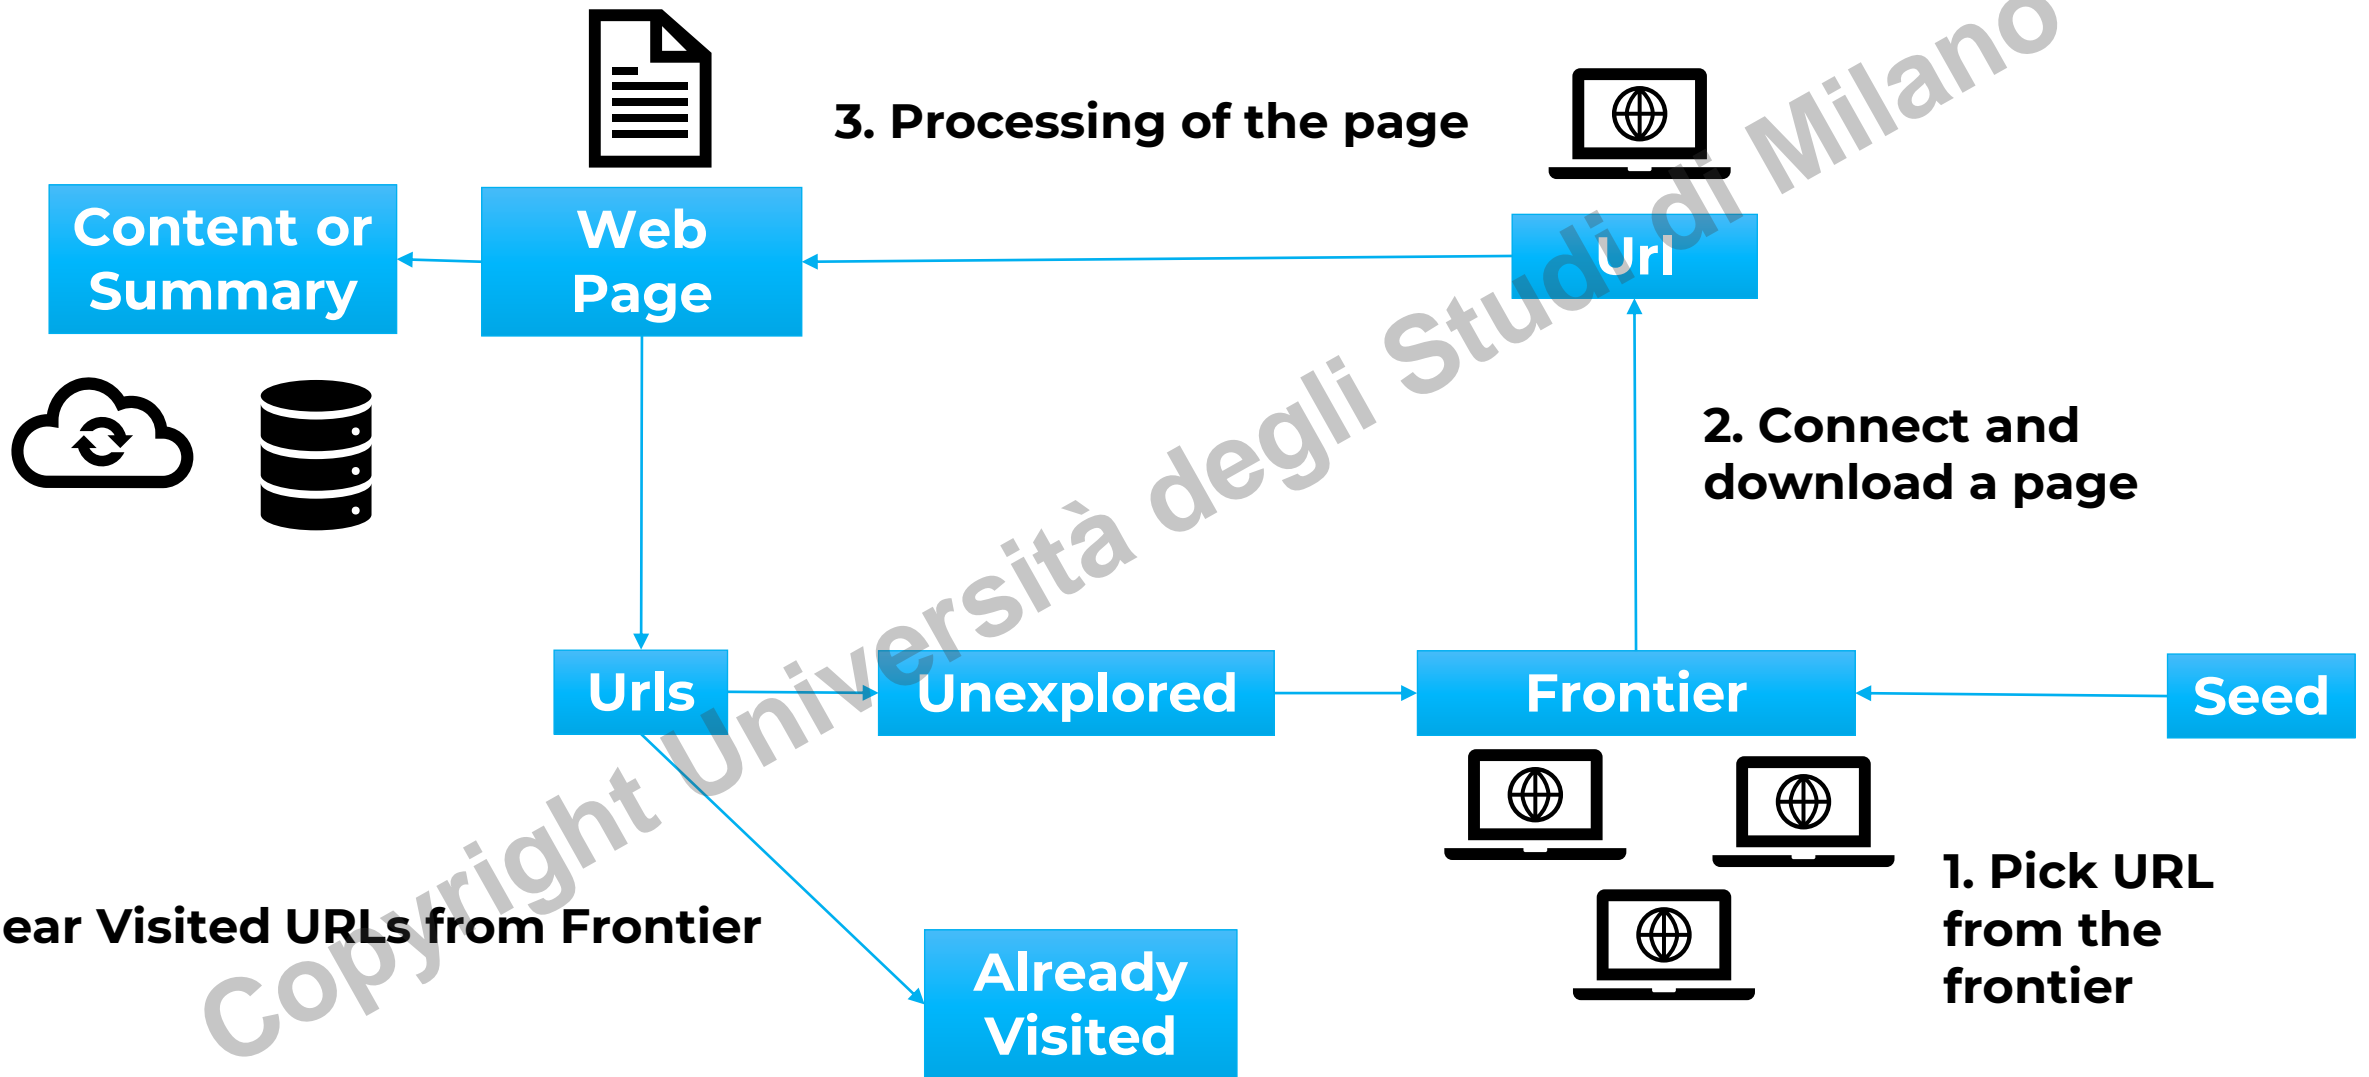 3. Processing of the page
Content or
Summary
Web
Page
Url
2. Connect and
download a page
Urls
Unexplored
Frontier
Seed
1. Pick URL
from the
frontier
ear Visited URLs from Frontier
Already
Visited
Copyright Università degli Studi di Milano